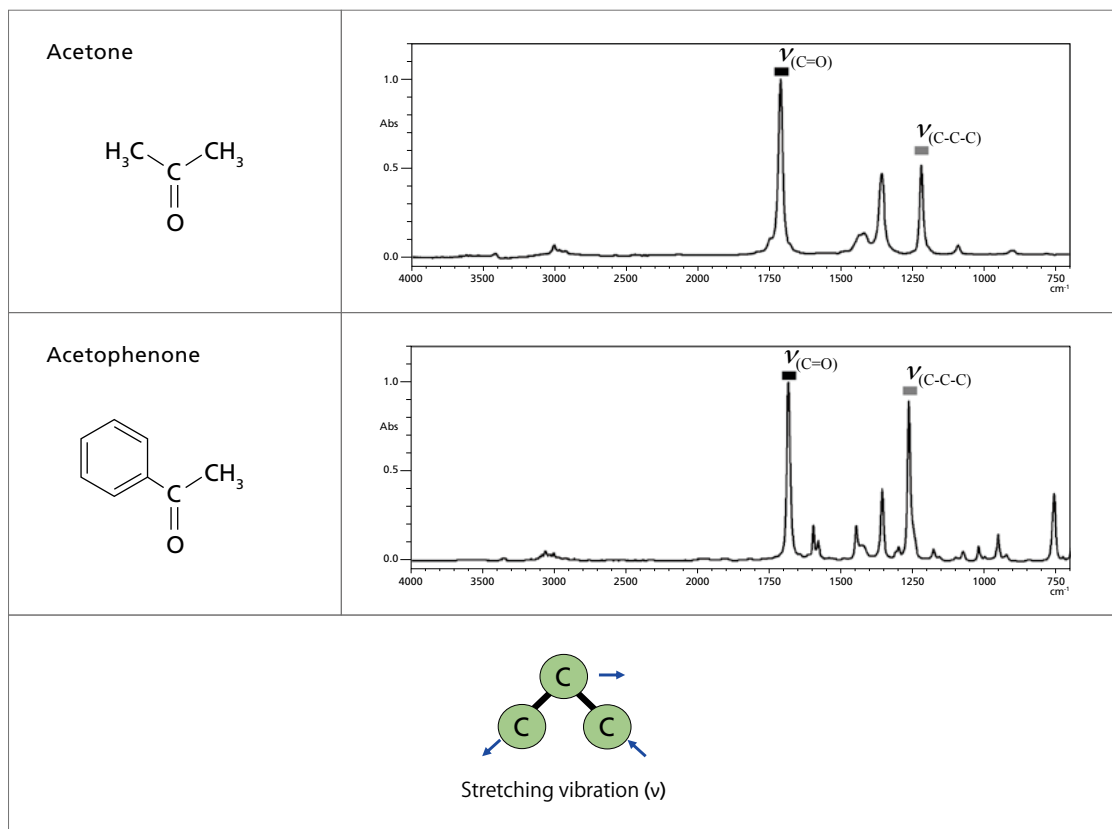 Acetone
H₃C CH₃
C
O
ν(C=O)
ν(C-C-C)
1.0
Abs
0.5
0.0
4000 3500 3000 2500 2000 1750 1500 1250 1000 750
cm⁻¹
Acetophenone
CH₃
C
O
ν(C=O)
ν(C-C-C)
1.0
Abs
0.5
0.0
4000 3500 3000 2500 2000 1750 1500 1250 1000 750
cm⁻¹
C
C C
Stretching vibration (ν)